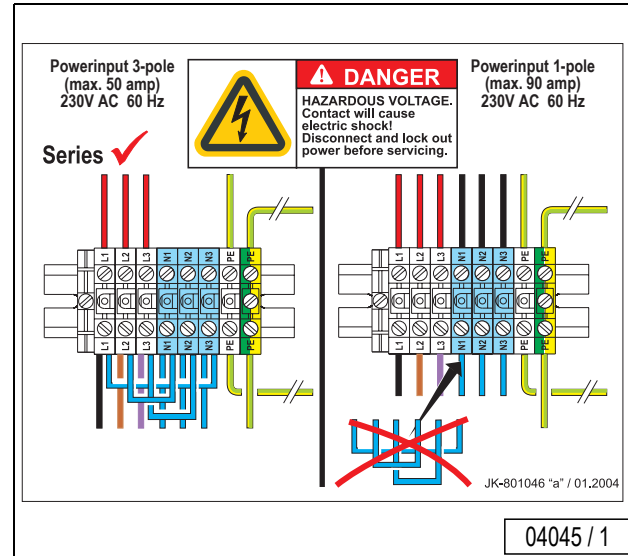 Powerinput 3-pole
(max. 50 amp)
230V AC 60 Hz
DANGER
HAZARDOUS VOLTAGE.
Contact will cause
electric shock!
Disconnect and lock out
power before servicing.
Powerinput 1-pole
(max. 90 amp)
230V AC 60 Hz
Series
L1 L2 L3 N1 N2 N3 PE PE
L1 L2 L3 N1 N2 N3 PE PE
L1 L2 L3 N1 N2 N3 PE PE
L1 L2 L3 N1 N2 N3 PE PE
JK-801046 "a" / 01.2004
04045 / 1